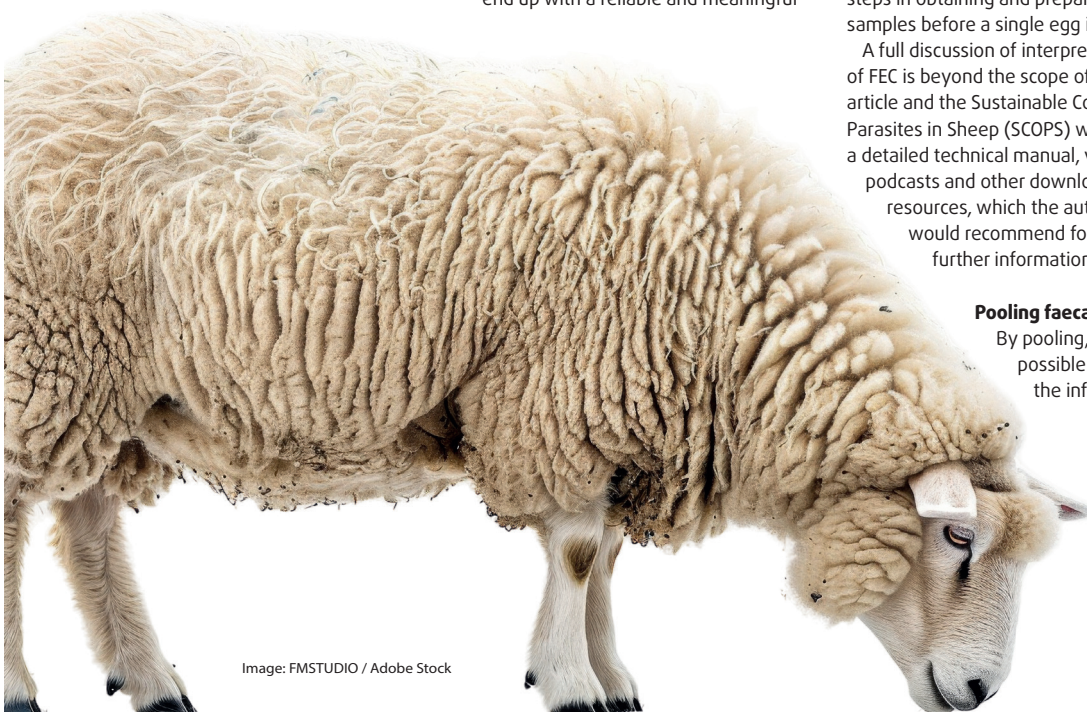 end up with a reliable and meaningful
steps in obtaining and prepar
samples before a single egg i
A full discussion of interpre
of FEC is beyond the scope of
article and the Sustainable Co
Parasites in Sheep (SCOPS) w
a detailed technical manual, v
podcasts and other downlo
resources, which the aut
would recommend fo
further information
Pooling faeca
By pooling,
possible
the inf
Image: FMSTUDIO / Adobe Stock